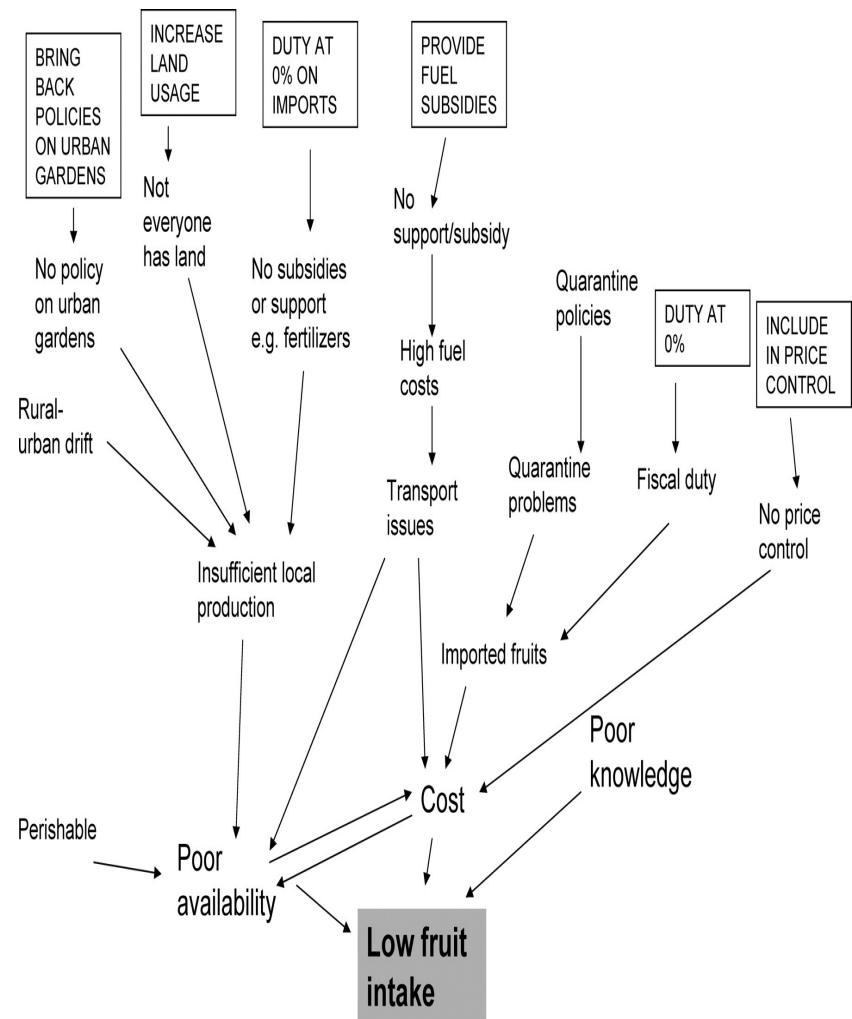 BRING
BACK
POLICIES
ON URBAN
GARDENS
INCREASE
LAND
USAGE
DUTY AT
0% ON
IMPORTS
PROVIDE
FUEL
SUBSIDIES
Not
everyone
has land
No
support/subsidy
No policy
on urban
gardens
No subsidies
or support
e.g. fertilizers
Quarantine
policies
DUTY AT
0%
INCLUDE
IN PRICE
CONTROL
High fuel
costs
Rural-
urban drift
Transport
issues
Quarantine
problems
Fiscal duty
No price
control
Insufficient local
production
Imported fruits
Poor
knowledge
Cost
Perishable
Poor
availability
Low fruit
intake